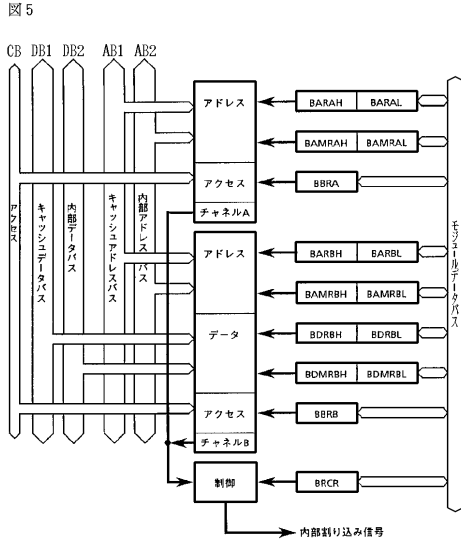 図5
CB DB1 DB2 AB1 AB2
アクセス
キャッシュデータバス
内部データバス
キャッシュアドレスバス
内部アドレスバス
アドレス
アクセス
チャネルA
BARAH BARAL
BAMRAH BAMRAL
BBRA
アドレス
データ
アクセス
チャネルB
BARBH BARBL
BAMRBH BAMRBL
BDRBH BDRBL
BDMRBH BDMRBL
BBRB
制御
BRCR
内部割り込み信号
モジュールデータバス